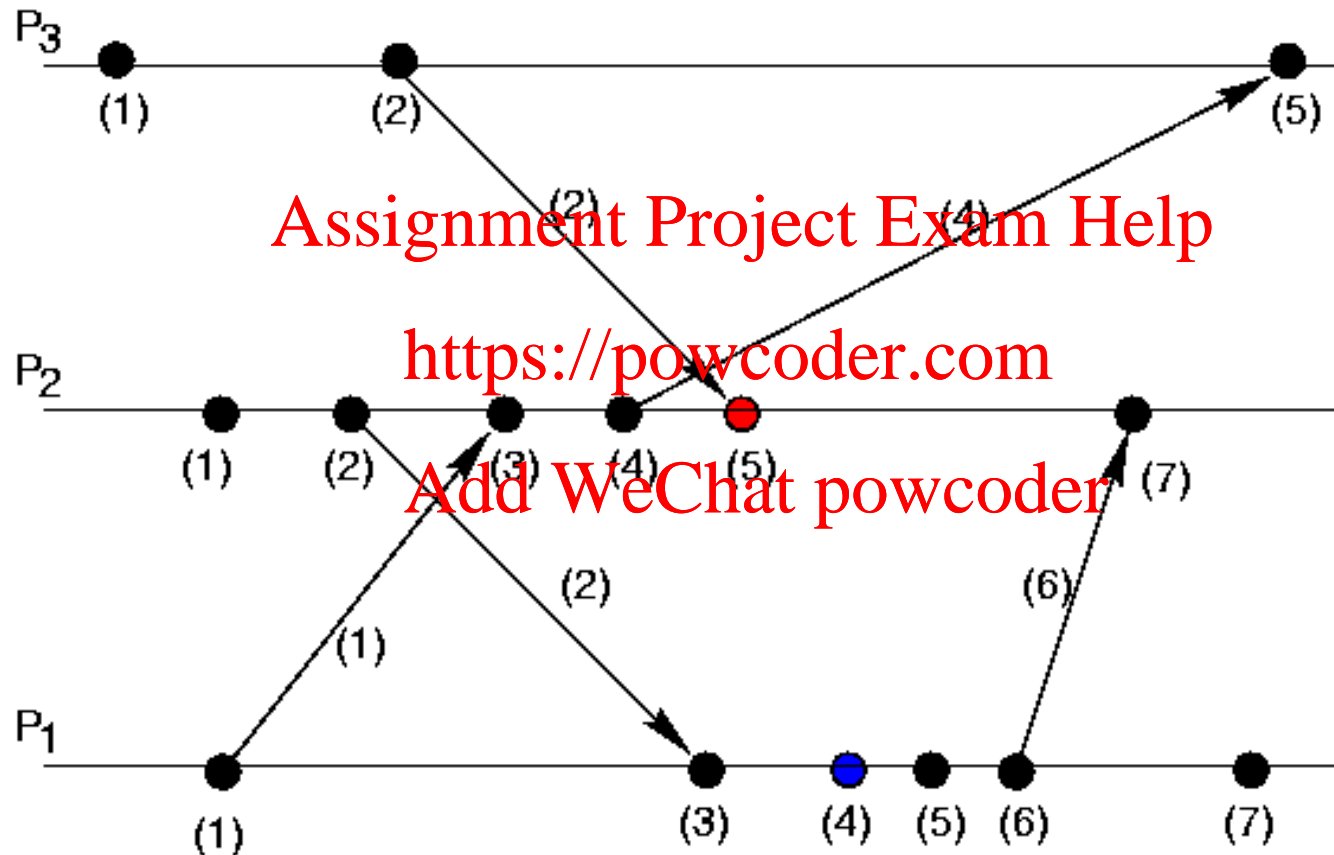 P3
(1) (2) (5)
(2) (4)
Assignment Project Exam Help
https://powcoder.com
P2
(1) (2) (3) (4) (5) (7)
Add WeChat powcoder
(2) (6)
(1)
P1
(1) (3) (4) (5) (6) (7)